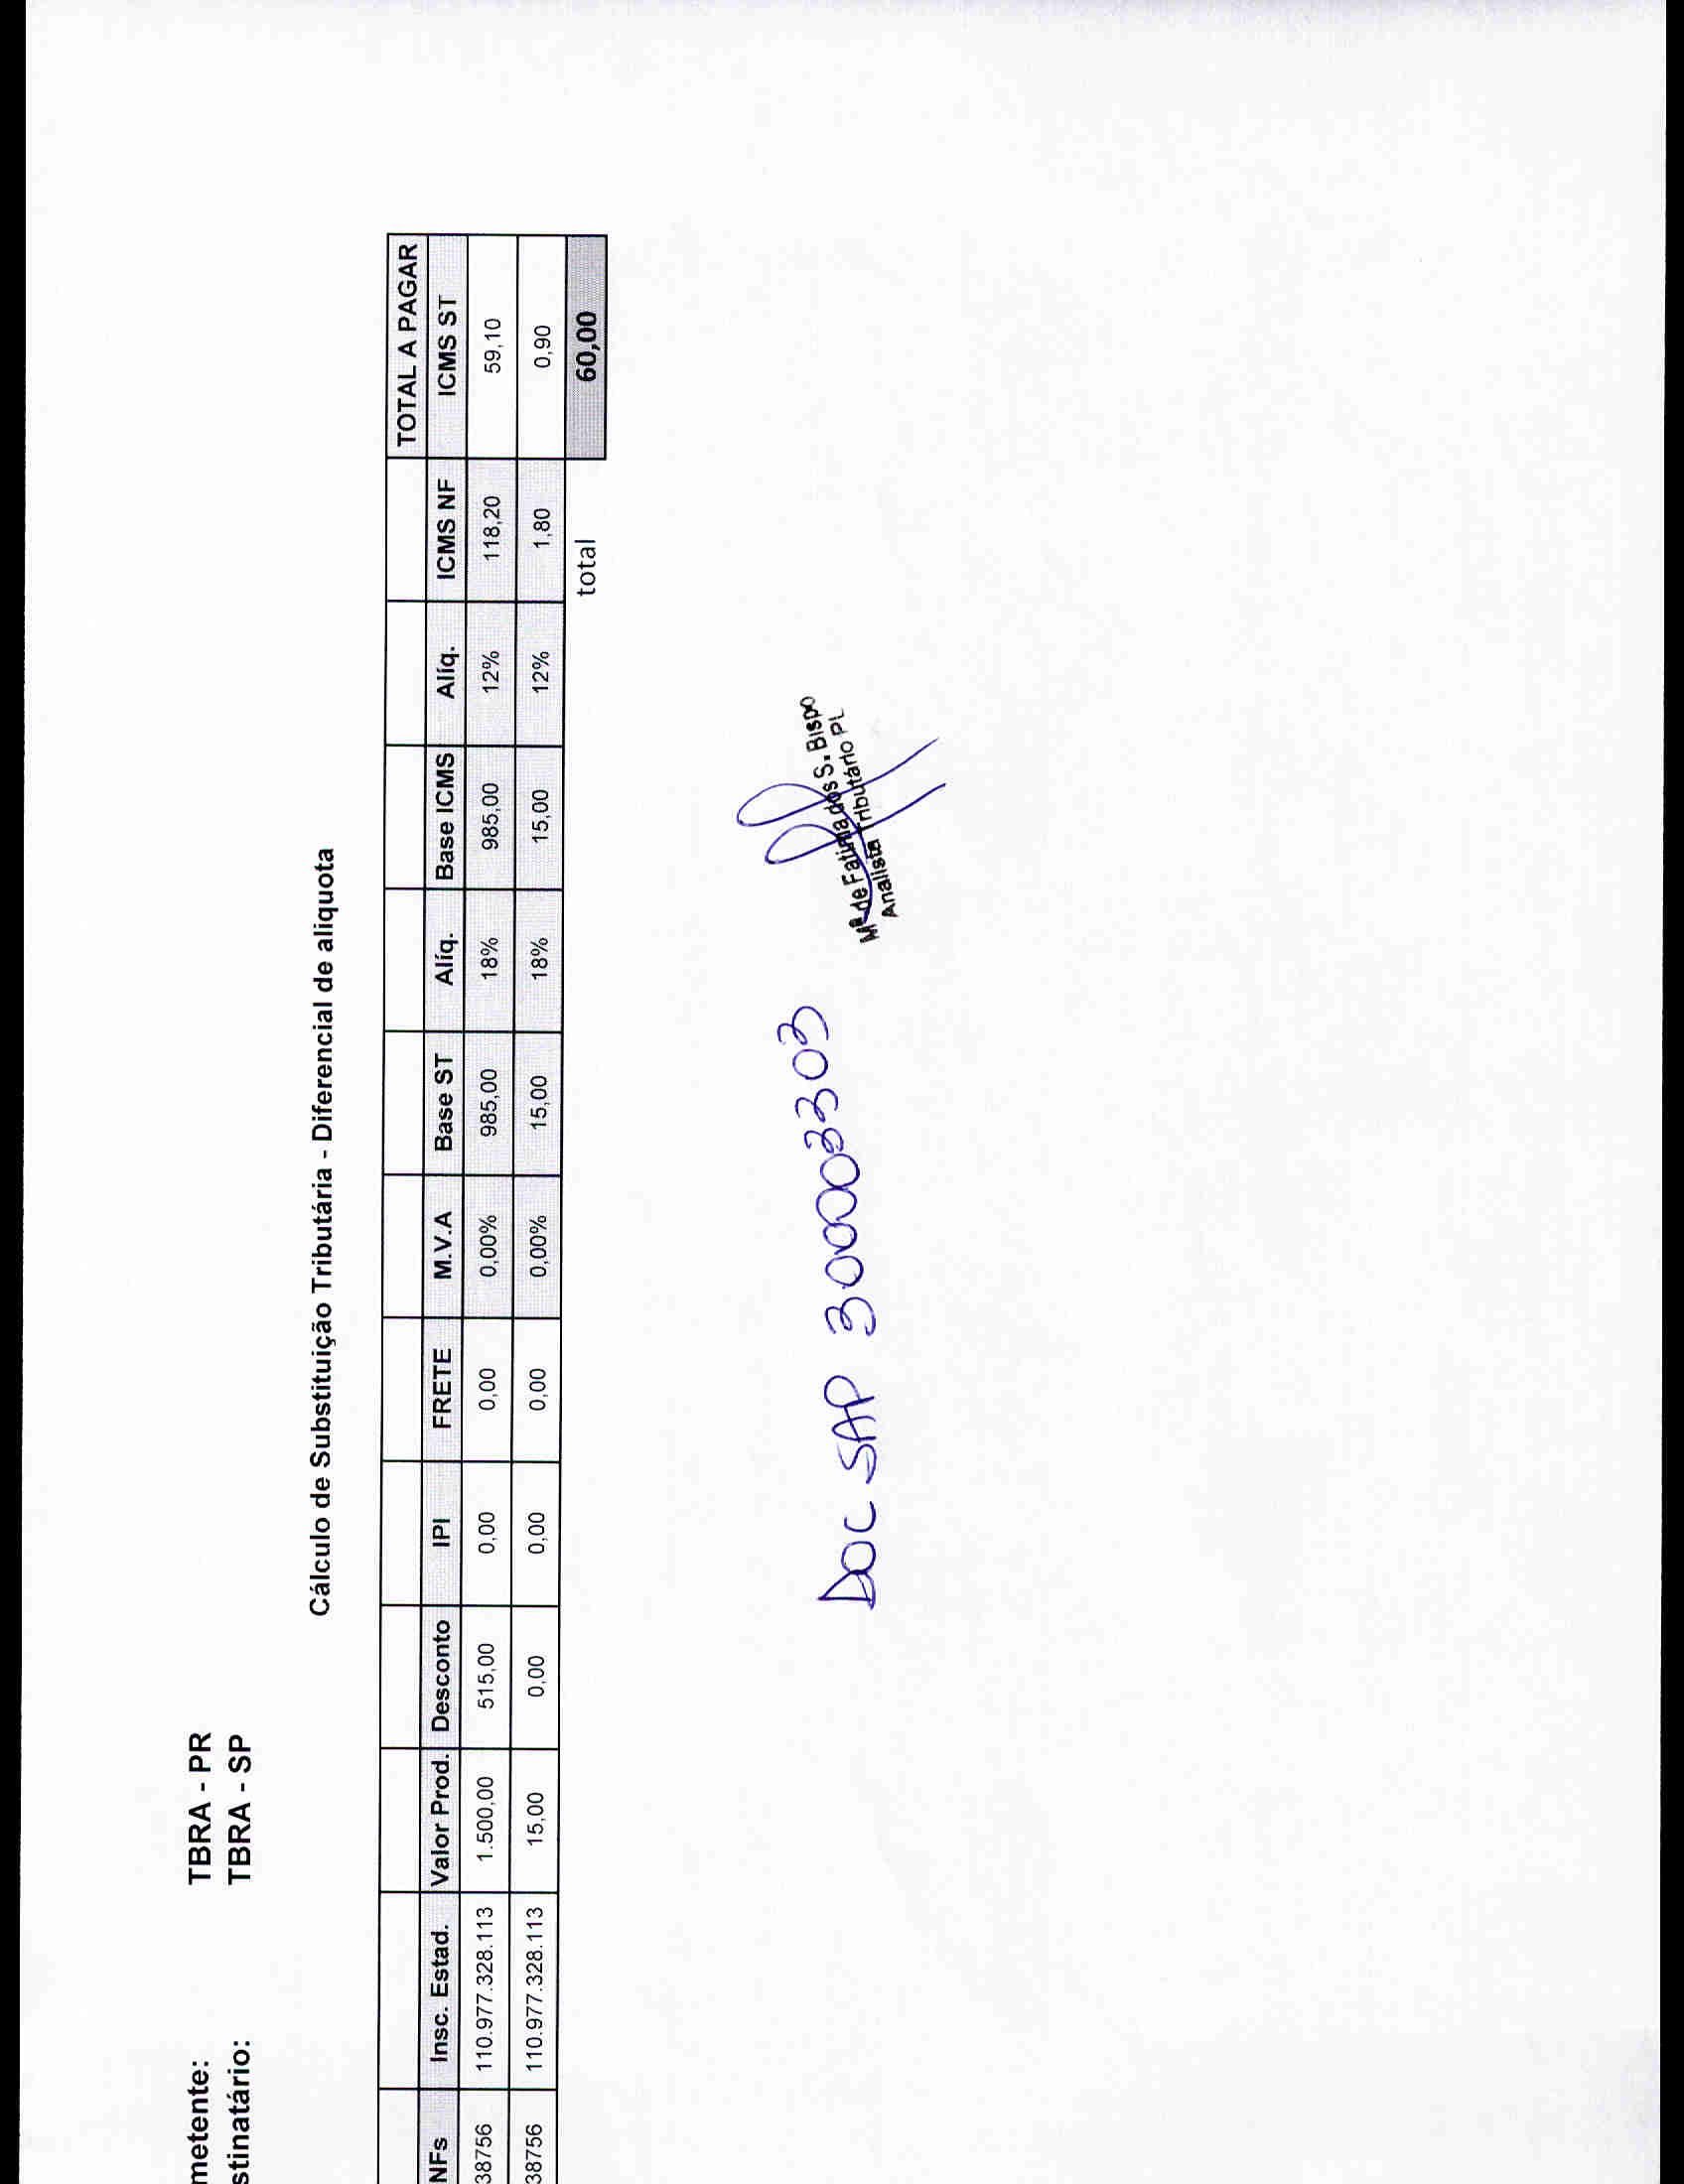 metente: TBRA - PR
stinatário: TBRA - SP
Cálculo de Substituição Tributária - Diferencial de aliquota
TOTAL A PAGAR
NFs Insc. Estad. Valor Prod. Desconto IPI FRETE M.V.A Base ST Alíq. Base ICMS Alíq. ICMS NF ICMS ST
38756 110.977.328.113 1.500,00 515,00 0,00 0,00 0,00% 985,00 18% 985,00 12% 118,20 59,10
38756 110.977.328.113 15,00 0,00 0,00 0,00 0,00% 15,00 18% 15,00 12% 1,80 0,90
total 60,00
DOC SAP 300003303
Mª de Fatima dos S. Bispo
Analista Tributário PL